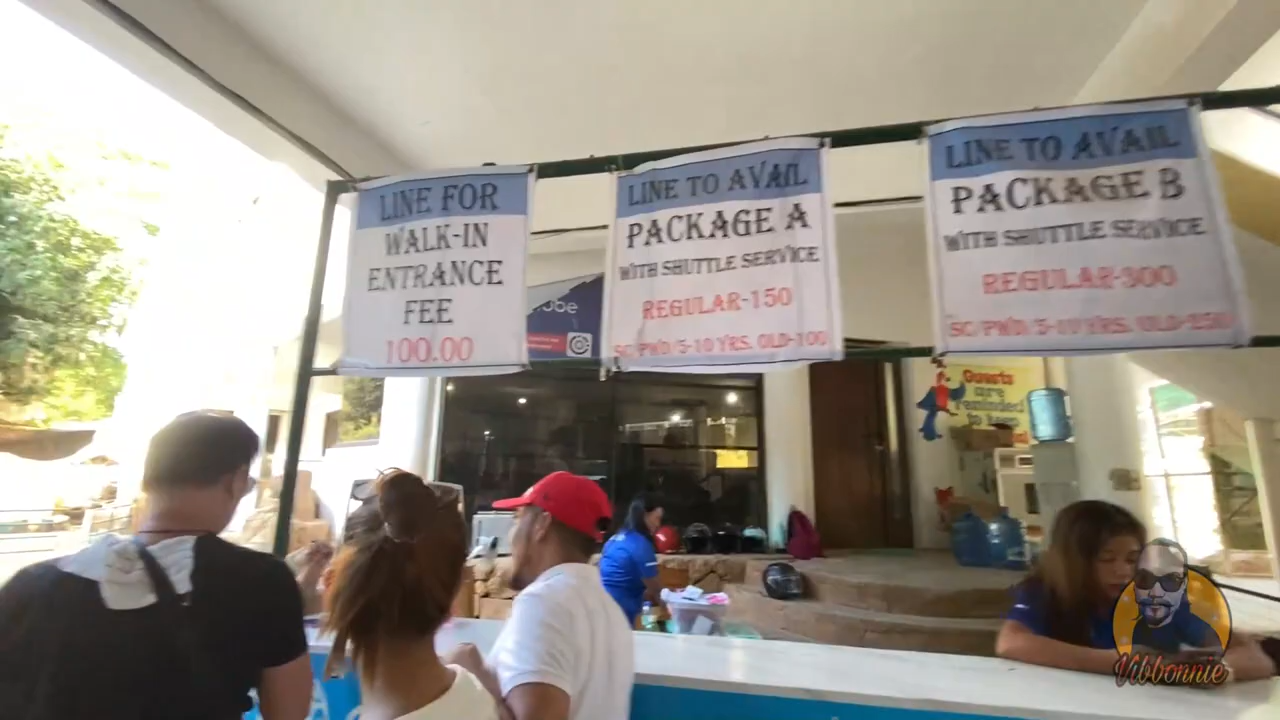 LINE FOR
WALK-IN
ENTRANCE
FEE
100.00
LINE TO AVAIL
PACKAGE A
WITH SHUTTLE SERVICE
REGULAR-150
SC/PWD/5-10 YRS. OLD-100
LINE TO AVAIL
PACKAGE B
WITH SHUTTLE SERVICE
REGULAR-300
SC/PWD/5-10 YRS. OLD-250
Guests
are
reminded
to keep
Vibbonnie